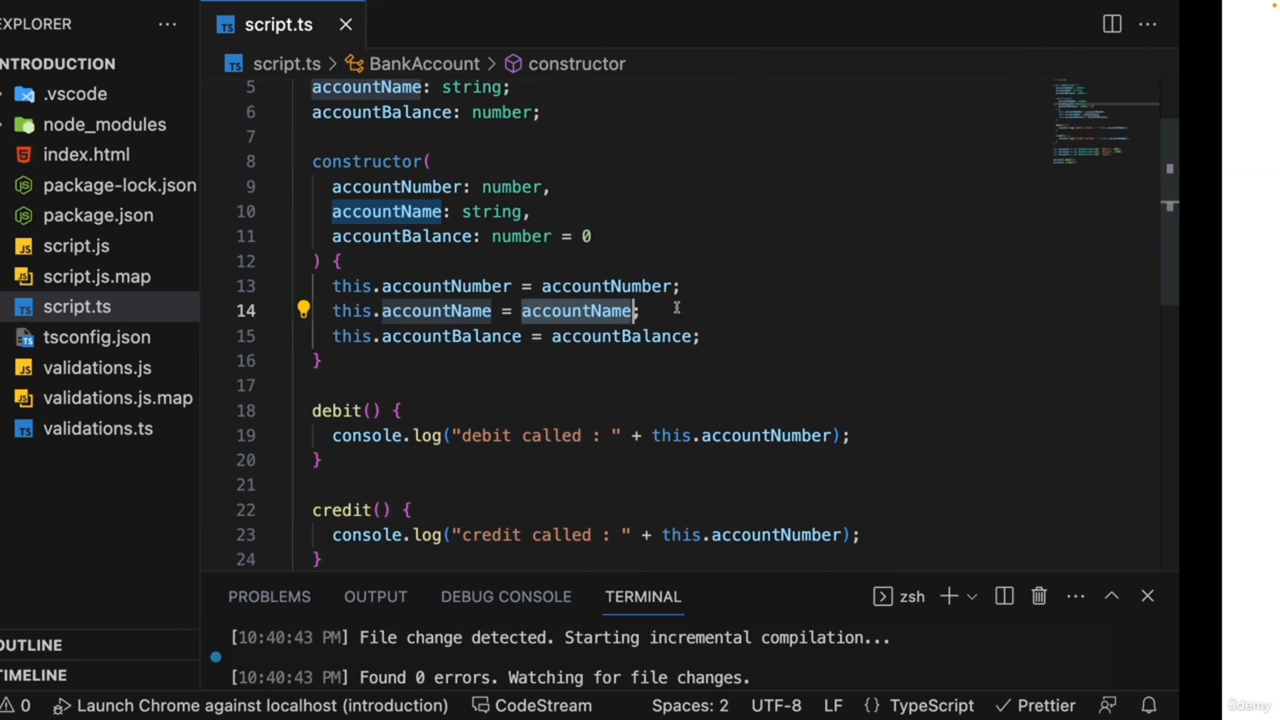 EXPLORER
script.ts
INTRODUCTION
script.ts > BankAccount > constructor
.vscode
node_modules
index.html
package-lock.json
package.json
script.js
script.js.map
script.ts
tsconfig.json
validations.js
validations.js.map
validations.ts
OUTLINE
TIMELINE
5 accountName: string;
6 accountBalance: number;
7
8 constructor(
9 accountNumber: number,
10 accountName: string,
11 accountBalance: number = 0
12 ) {
13 this.accountNumber = accountNumber;
14 this.accountName = accountName;
15 this.accountBalance = accountBalance;
16 }
17
18 debit() {
19 console.log("debit called : " + this.accountNumber);
20 }
21
22 credit() {
23 console.log("credit called : " + this.accountNumber);
24 }
PROBLEMS OUTPUT DEBUG CONSOLE TERMINAL zsh
[10:40:43 PM] File change detected. Starting incremental compilation...
[10:40:43 PM] Found 0 errors. Watching for file changes.
0 Launch Chrome against localhost (introduction) CodeStream Spaces: 2 UTF-8 LF {} TypeScript Prettier
ûdemy